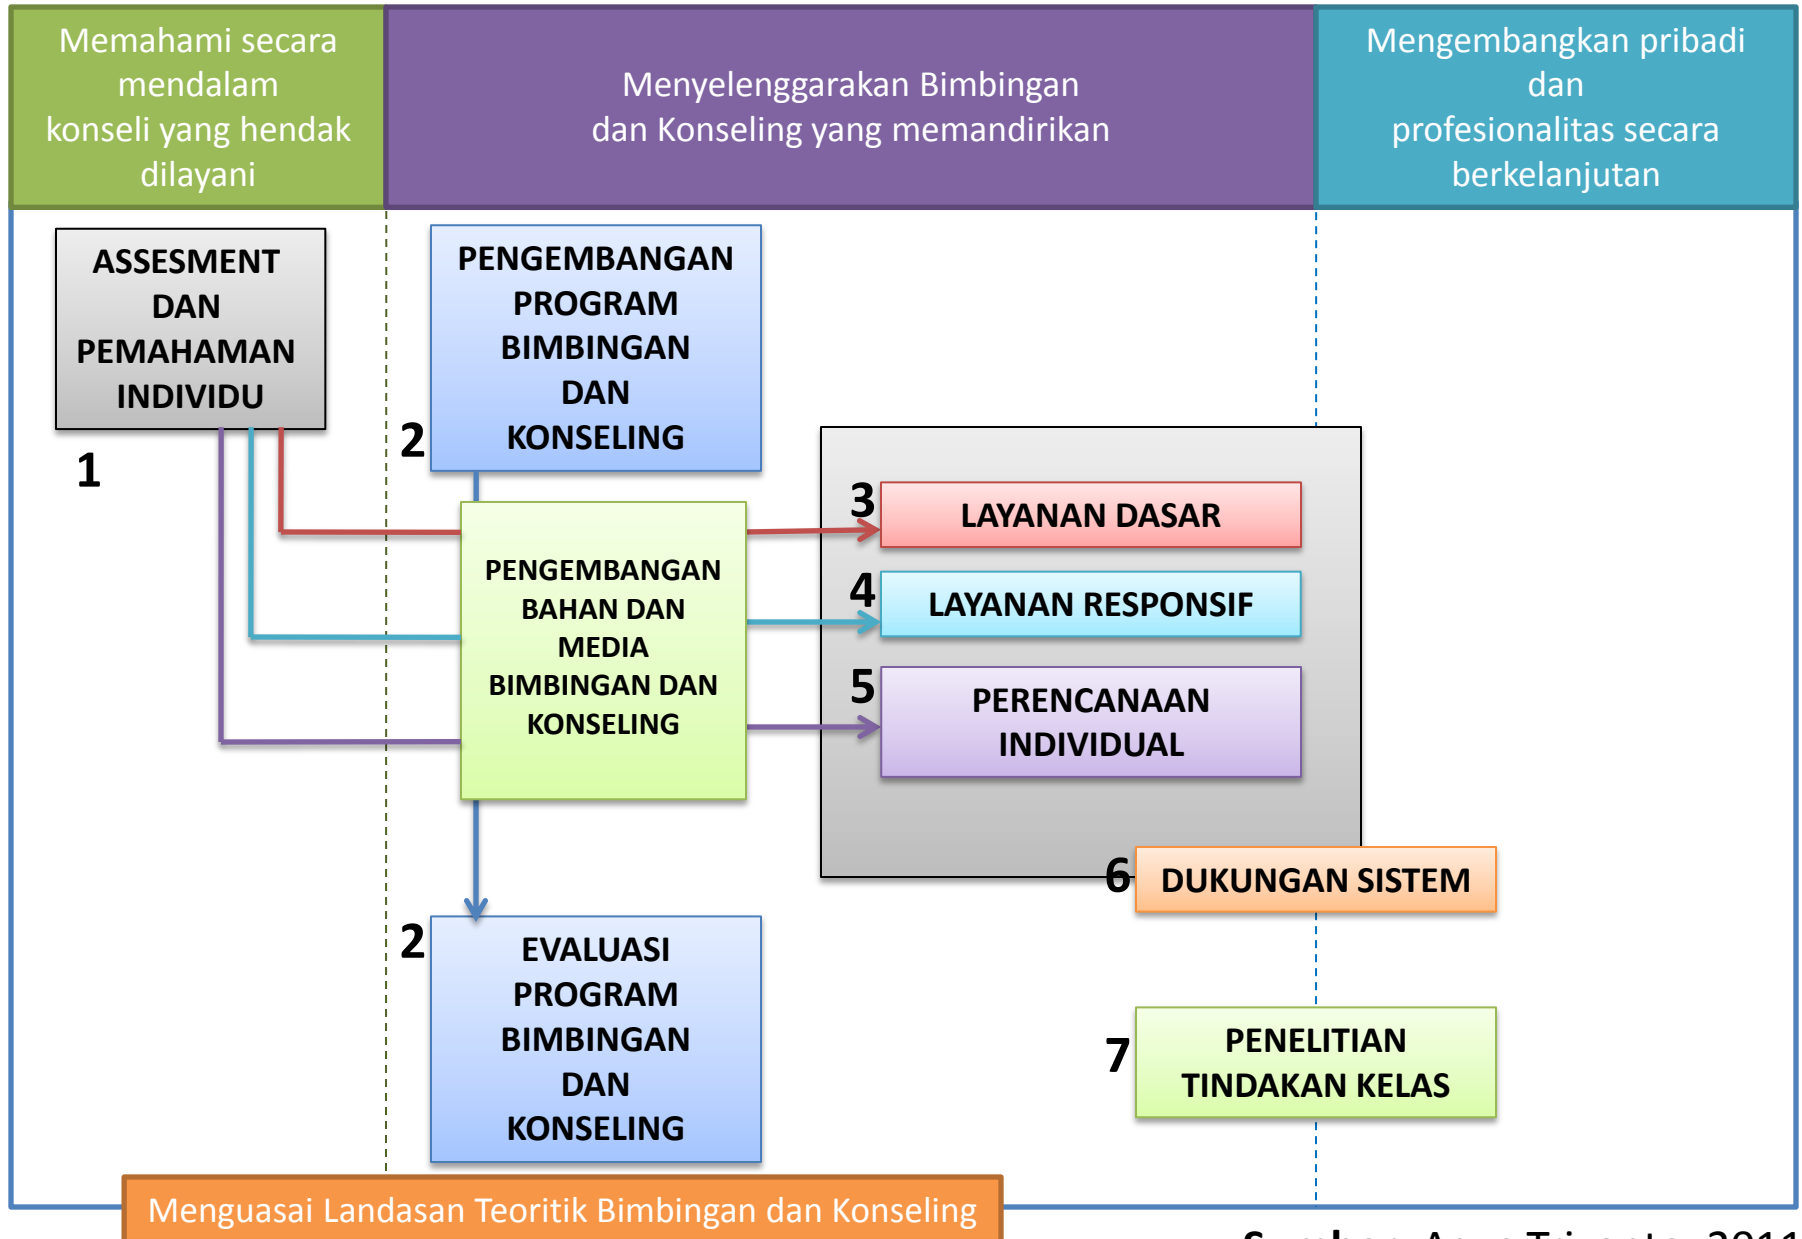 Memahami secara
mendalam
konseli yang hendak
dilayani
Menyelenggarakan Bimbingan
dan Konseling yang memandirikan
Mengembangkan pribadi
dan
profesionalitas secara
berkelanjutan
ASSESMENT
DAN
PEMAHAMAN
INDIVIDU
1
PENGEMBANGAN
PROGRAM
BIMBINGAN
DAN
KONSELING
2
PENGEMBANGAN
BAHAN DAN
MEDIA
BIMBINGAN DAN
KONSELING
3
LAYANAN DASAR
4
LAYANAN RESPONSIF
5
PERENCANAAN
INDIVIDUAL
6
DUKUNGAN SISTEM
2
EVALUASI
PROGRAM
BIMBINGAN
DAN
KONSELING
7
PENELITIAN
TINDAKAN KELAS
Menguasai Landasan Teoritik Bimbingan dan Konseling
2011